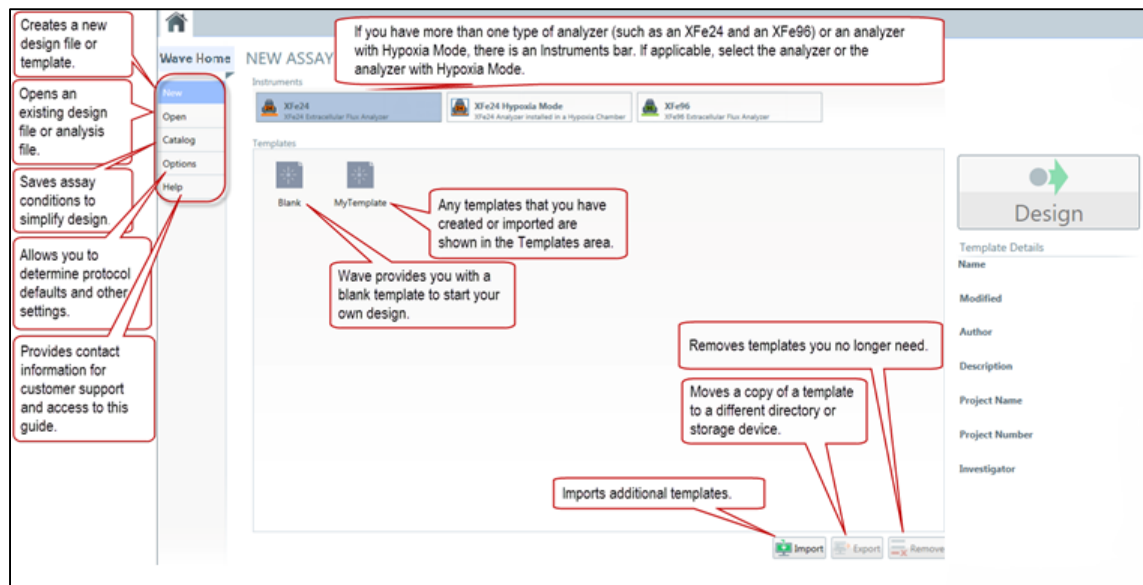 Creates a new
design file or
template.
Opens an
existing design
file or analysis
file.
Saves assay
conditions to
simplify design.
Allows you to
determine protocol
defaults and other
settings.
Provides contact
information for
customer support
and access to this
guide.
Wave Home
New
Open
Catalog
Options
Help
NEW ASSAY
If you have more than one type of analyzer (such as an XFe24 and an XFe96) or an analyzer
with Hypoxia Mode, there is an Instruments bar. If applicable, select the analyzer or the
analyzer with Hypoxia Mode.
Instruments
XFe24
XFe24 Extracellular Flux Analyzer
XFe24 Hypoxia Mode
XFe24 Analyzer installed in a Hypoxia Chamber
XFe96
XFe96 Extracellular Flux Analyzer
Templates
Blank
MyTemplate
Any templates that you have
created or imported are
shown in the Templates area.
Wave provides you with a
blank template to start your
own design.
Removes templates you no longer need.
Moves a copy of a template
to a different directory or
storage device.
Imports additional templates.
Import
Export
Remove
Design
Template Details
Name
Modified
Author
Description
Project Name
Project Number
Investigator